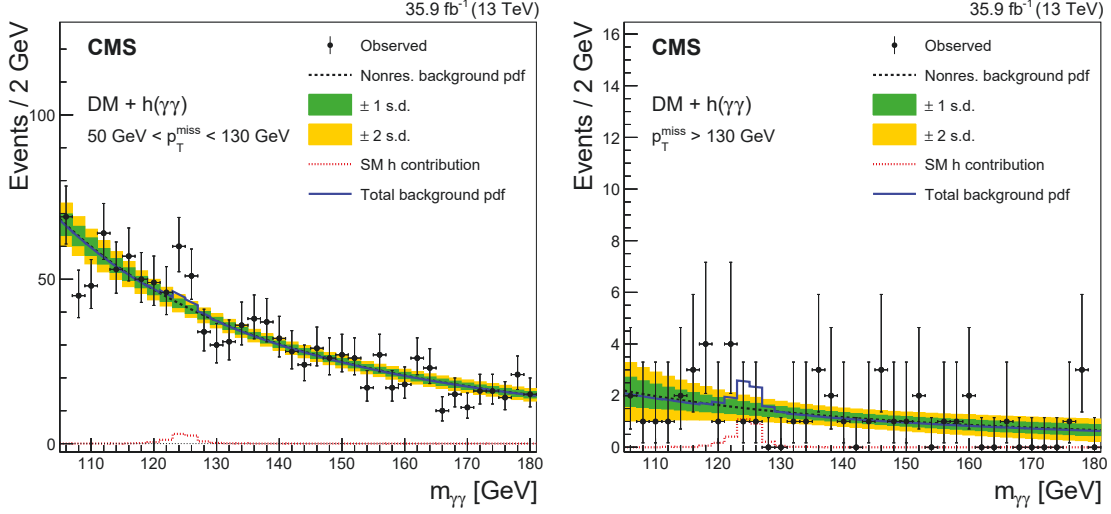 35.9 fb⁻¹ (13 TeV)
CMS
DM + h(γγ)
50 GeV < p_T^miss < 130 GeV
Observed
Nonres. background pdf
± 1 s.d.
± 2 s.d.
SM h contribution
Total background pdf
Events / 2 GeV
100
50
0
110 120 130 140 150 160 170 180
m_γγ [GeV]
35.9 fb⁻¹ (13 TeV)
CMS
DM + h(γγ)
p_T^miss > 130 GeV
Observed
Nonres. background pdf
± 1 s.d.
± 2 s.d.
SM h contribution
Total background pdf
Events / 2 GeV
16
14
12
10
8
6
4
2
0
110 120 130 140 150 160 170 180
m_γγ [GeV]